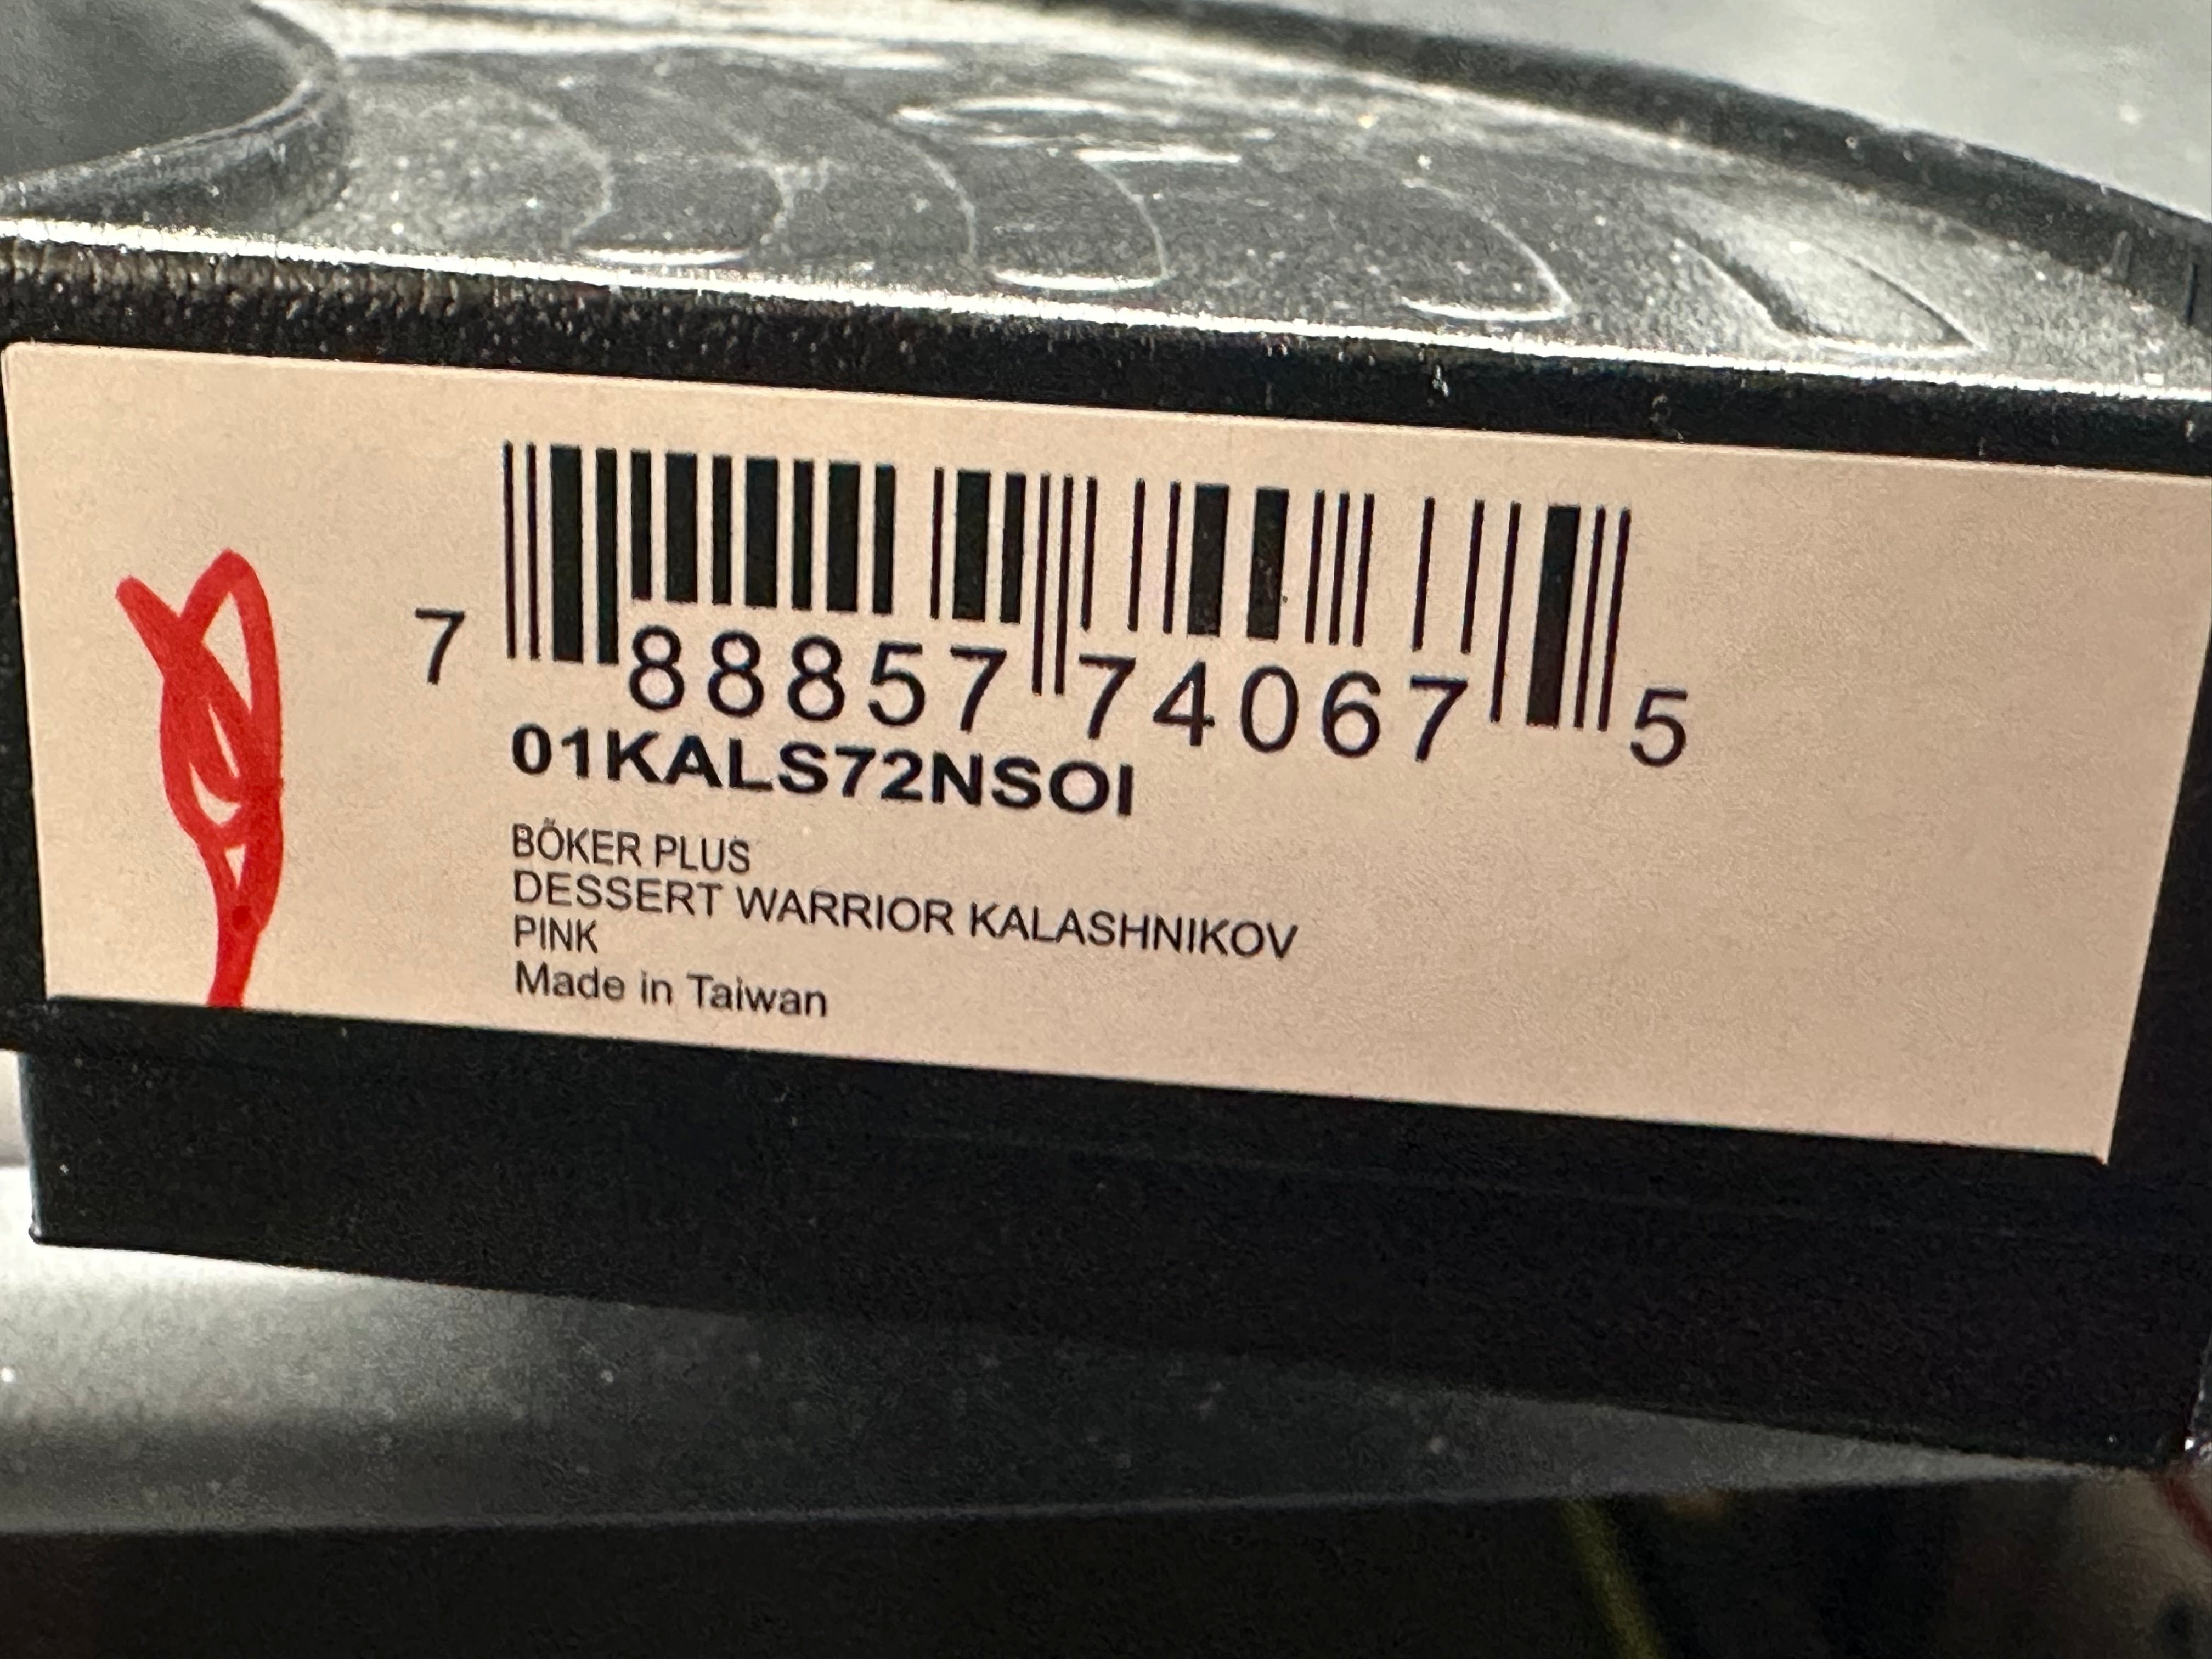 7 88857 74067 5
01KALS72NSOI
BÖKER PLUS
DESSERT WARRIOR KALASHNIKOV
PINK
Made in Taiwan